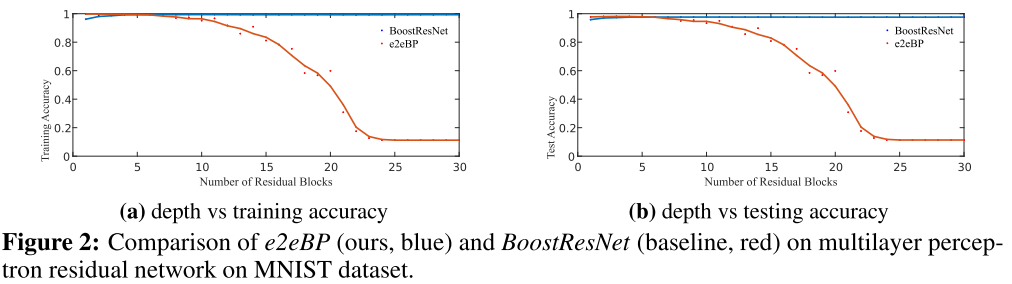 1
0.8
0.6
0.4
0.2
0
Training Accuracy
0 5 10 15 20 25 30
Number of Residual Blocks
BoostResNet
e2eBP
1
0.8
0.6
0.4
0.2
0
Test Accuracy
0 5 10 15 20 25 30
Number of Residual Blocks
BoostResNet
e2eBP
(a) depth vs training accuracy
(b) depth vs testing accuracy
Figure 2: Comparison of e2eBP (ours, blue) and BoostResNet (baseline, red) on multilayer percep-
tron residual network on MNIST dataset.